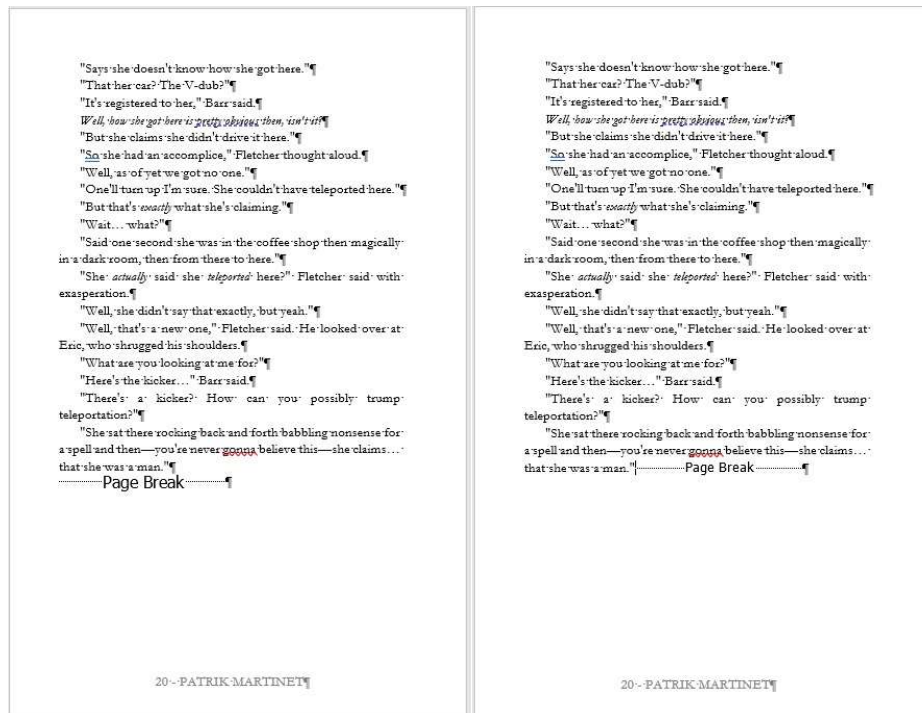 "Says she doesn't know how she got here."¶
"That her car? The V-dub?"¶
"It's registered to her," Barr said.¶
Well, how she got here is pretty obvious then, isn't it?¶
"But she claims she didn't drive it here."¶
"So she had an accomplice," Fletcher thought aloud.¶
"Well, as of yet we got no one."¶
"One'll turn up I'm sure. She couldn't have teleported here."¶
"But that's exactly what she's claiming."¶
"Wait… what?"¶
"Said one second she was in the coffee shop then magically
in a dark room, then from there to here."¶
"She actually said she teleported here?" Fletcher said with
exasperation.¶
"Well, she didn't say that exactly, but yeah."¶
"Well, that's a new one," Fletcher said. He looked over at
Eric, who shrugged his shoulders.¶
"What are you looking at me for?"¶
"Here's the kicker…" Barr said.¶
"There's a kicker? How can you possibly trump
teleportation?"¶
"She sat there rocking back and forth babbling nonsense for
a spell and then—you're never gonna believe this—she claims…
that she was a man."¶
Page Break¶
20 - PATRIK MARTINET¶
"Says she doesn't know how she got here."¶
"That her car? The V-dub?"¶
"It's registered to her," Barr said.¶
Well, how she got here is pretty obvious then, isn't it?¶
"But she claims she didn't drive it here."¶
"So she had an accomplice," Fletcher thought aloud.¶
"Well, as of yet we got no one."¶
"One'll turn up I'm sure. She couldn't have teleported here."¶
"But that's exactly what she's claiming."¶
"Wait… what?"¶
"Said one second she was in the coffee shop then magically
in a dark room, then from there to here."¶
"She actually said she teleported here?" Fletcher said with
exasperation.¶
"Well, she didn't say that exactly, but yeah."¶
"Well, that's a new one," Fletcher said. He looked over at
Eric, who shrugged his shoulders.¶
"What are you looking at me for?"¶
"Here's the kicker…" Barr said.¶
"There's a kicker? How can you possibly trump
teleportation?"¶
"She sat there rocking back and forth babbling nonsense for
a spell and then—you're never gonna believe this—she claims…
that she was a man." Page Break¶
20 - PATRIK MARTINET¶